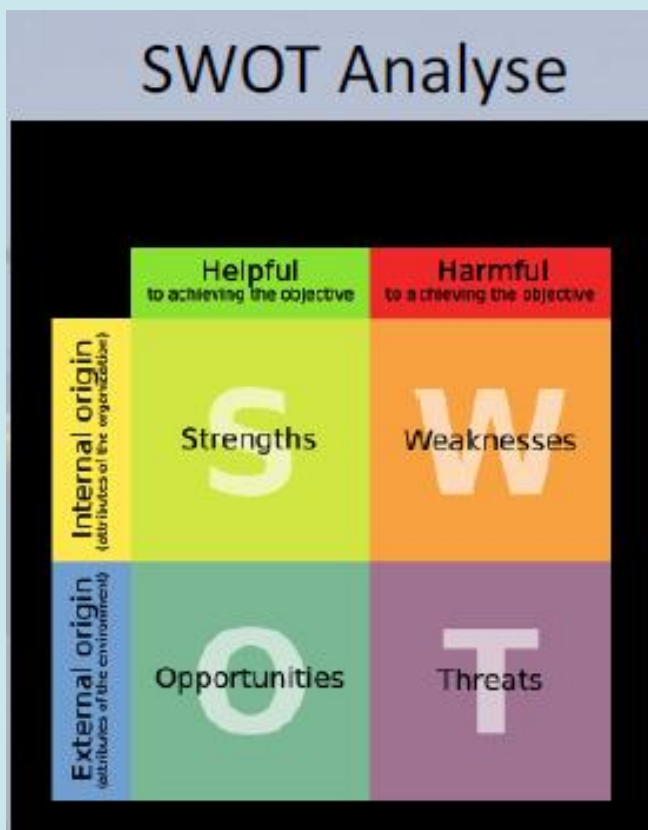 SWOT Analyse
Helpful
to achieving the objective
Harmful
to achieving the objective
Internal origin
(attributes of the organization)
S
Strengths
W
Weaknesses
External origin
(attributes of the environment)
O
Opportunities
T
Threats